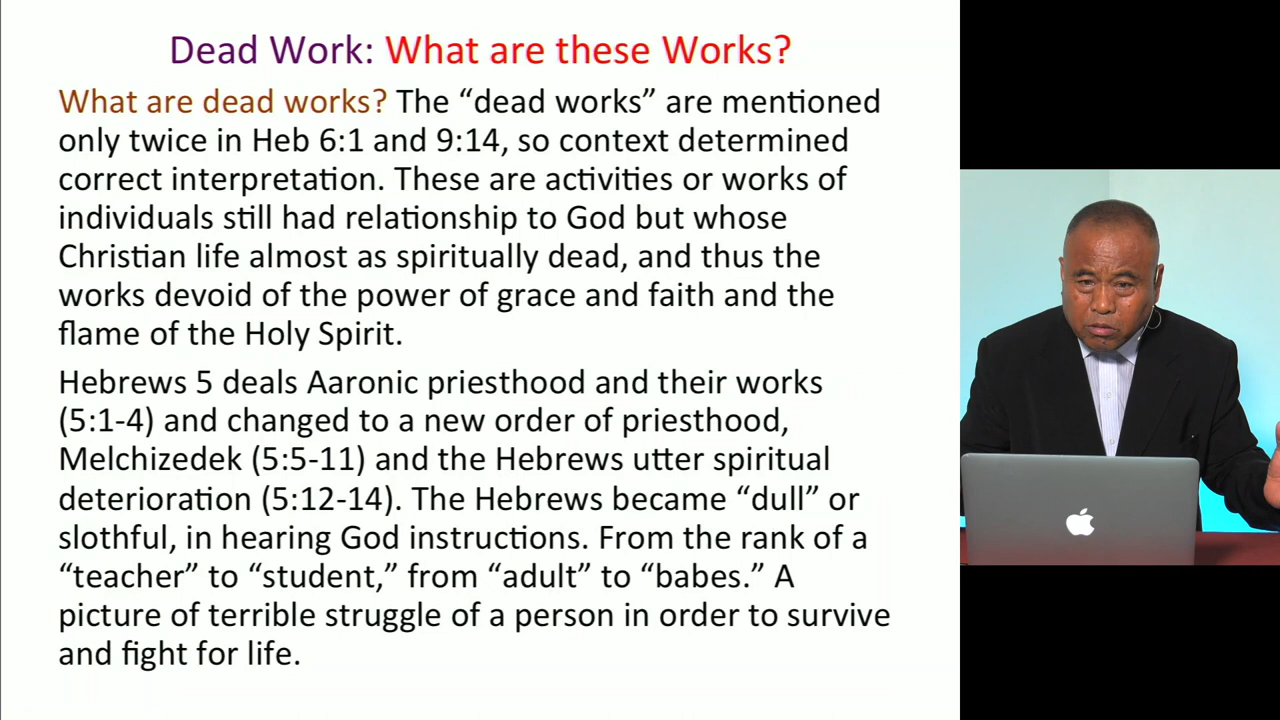 Dead Work: What are these Works?
What are dead works? The “dead works” are mentioned
only twice in Heb 6:1 and 9:14, so context determined
correct interpretation. These are activities or works of
individuals still had relationship to God but whose
Christian life almost as spiritually dead, and thus the
works devoid of the power of grace and faith and the
flame of the Holy Spirit.
Hebrews 5 deals Aaronic priesthood and their works
(5:1-4) and changed to a new order of priesthood,
Melchizedek (5:5-11) and the Hebrews utter spiritual
deterioration (5:12-14). The Hebrews became “dull” or
slothful, in hearing God instructions. From the rank of a
“teacher” to “student,” from “adult” to “babes.” A
picture of terrible struggle of a person in order to survive
and fight for life.